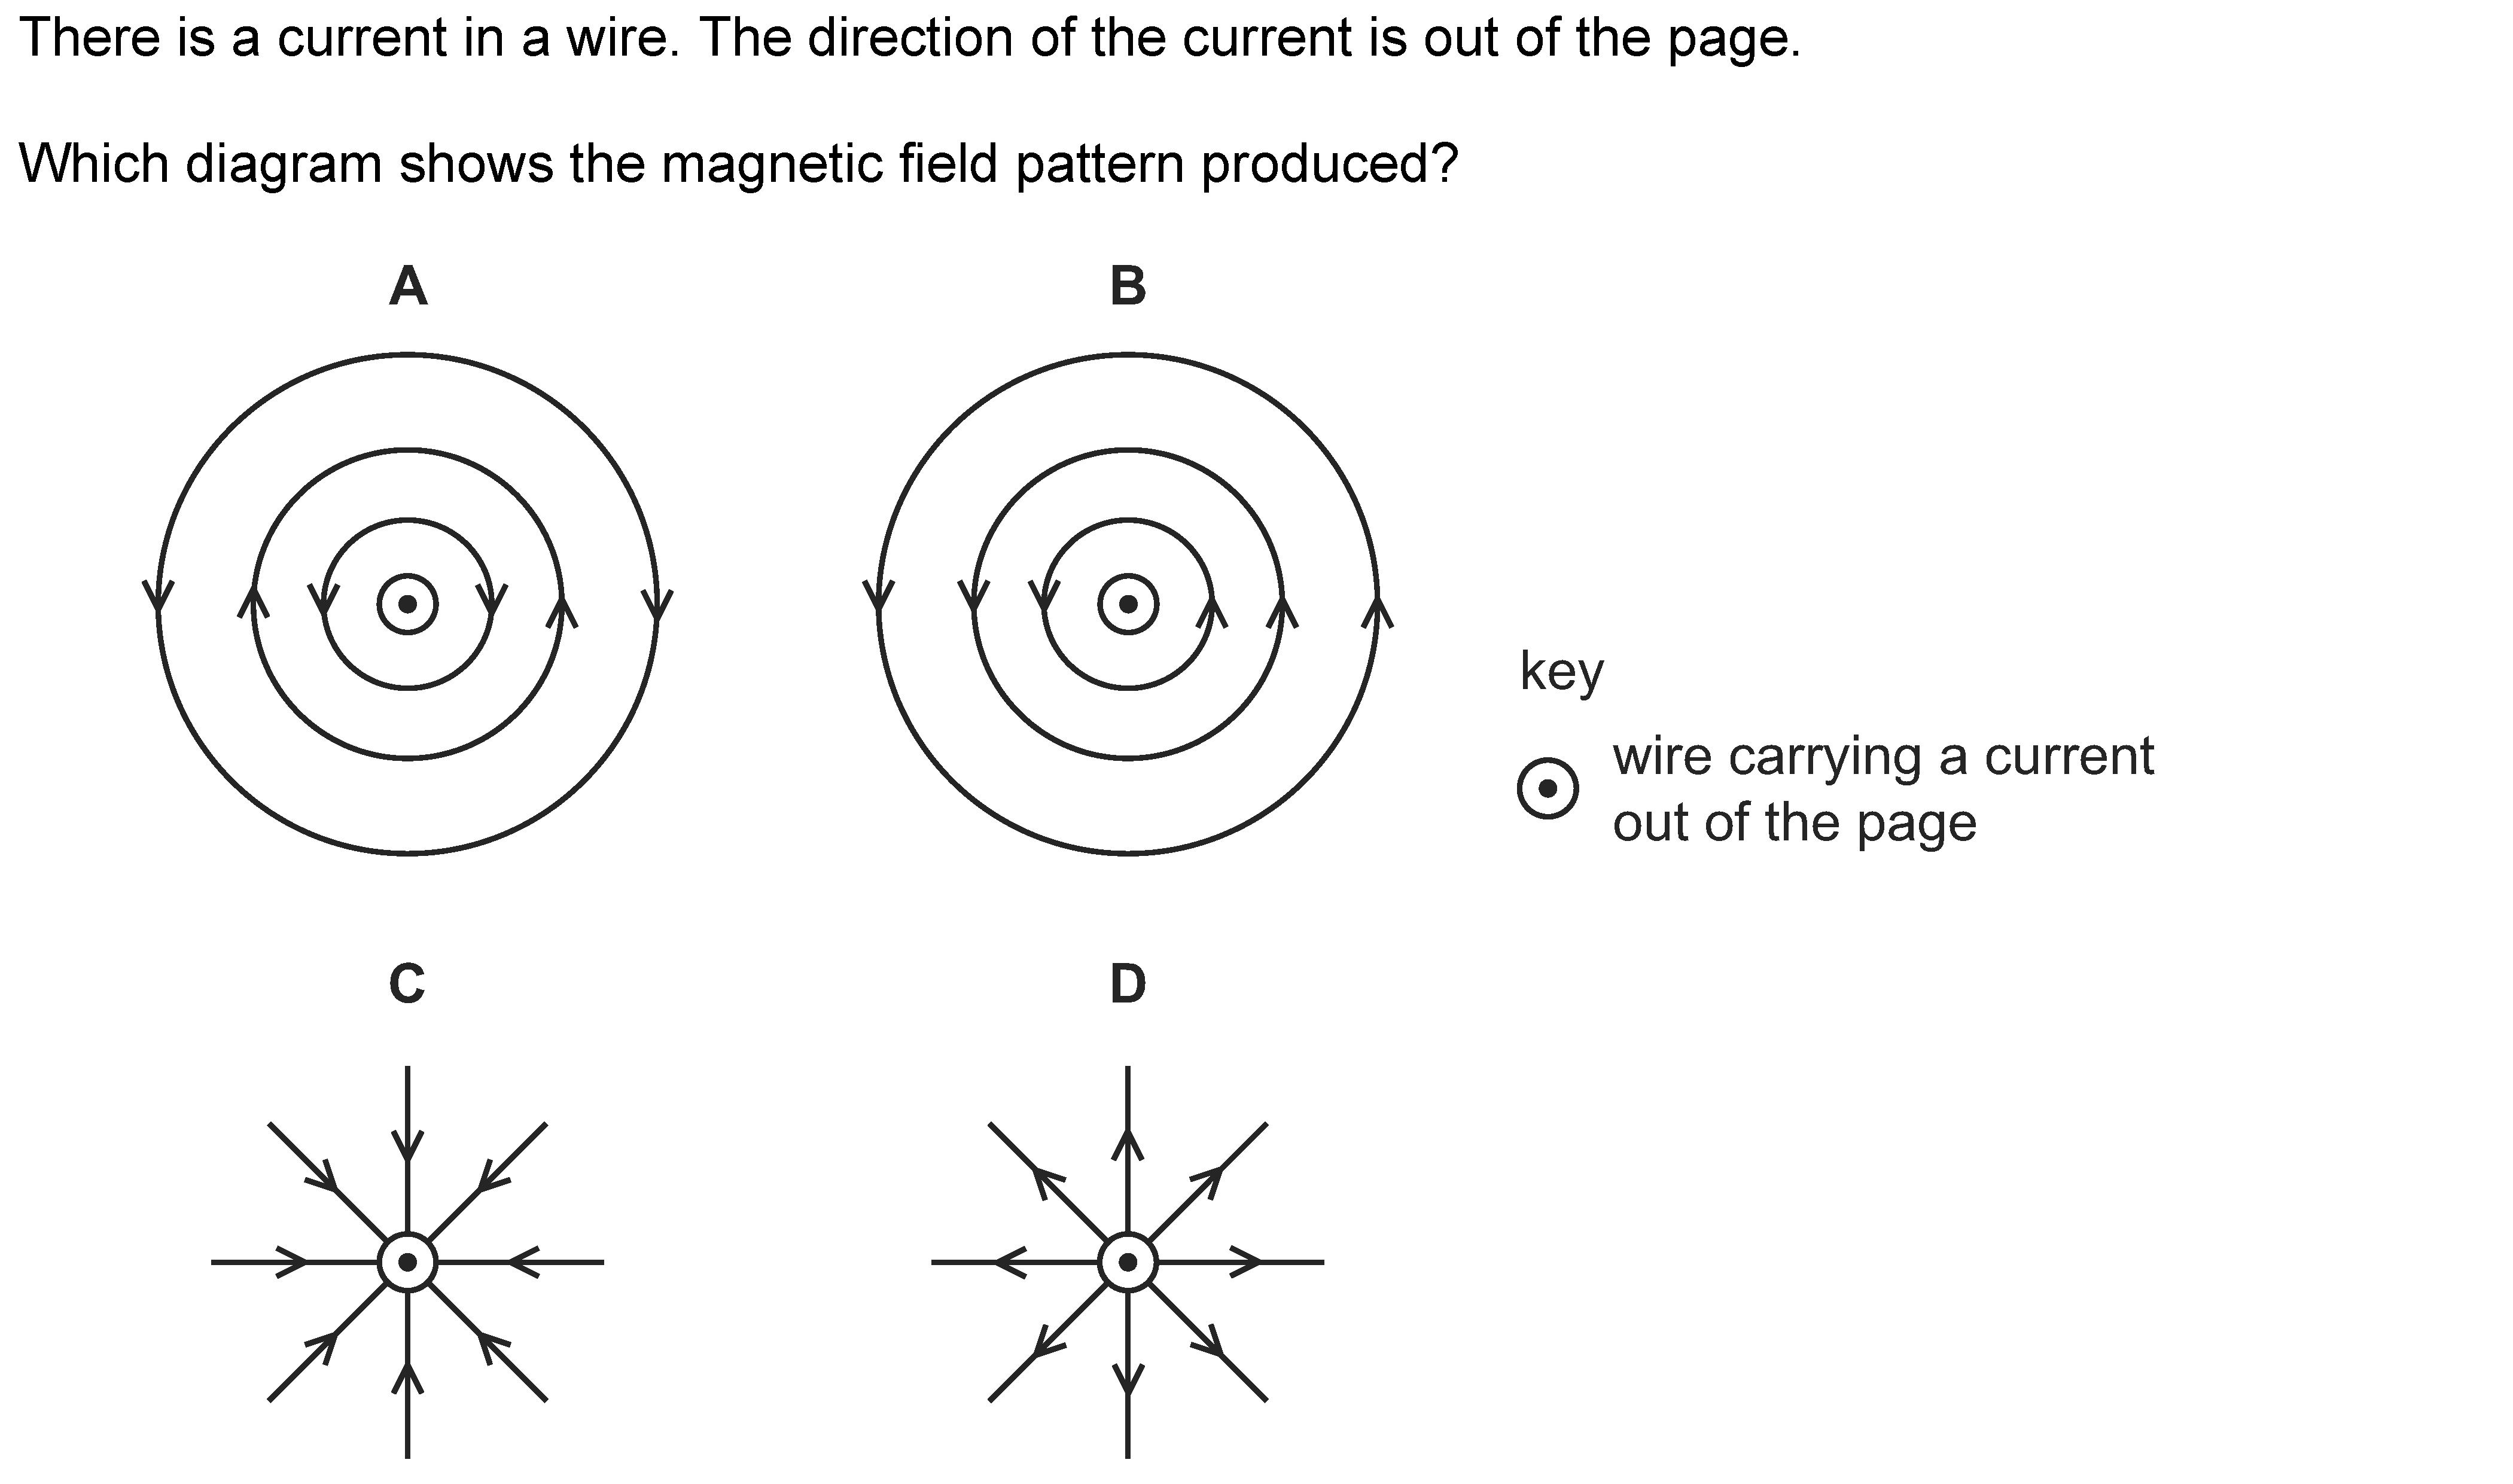 There is a current in a wire. The direction of the current is out of the page.
Which diagram shows the magnetic field pattern produced?
A
B
key
wire carrying a current
out of the page
C
D